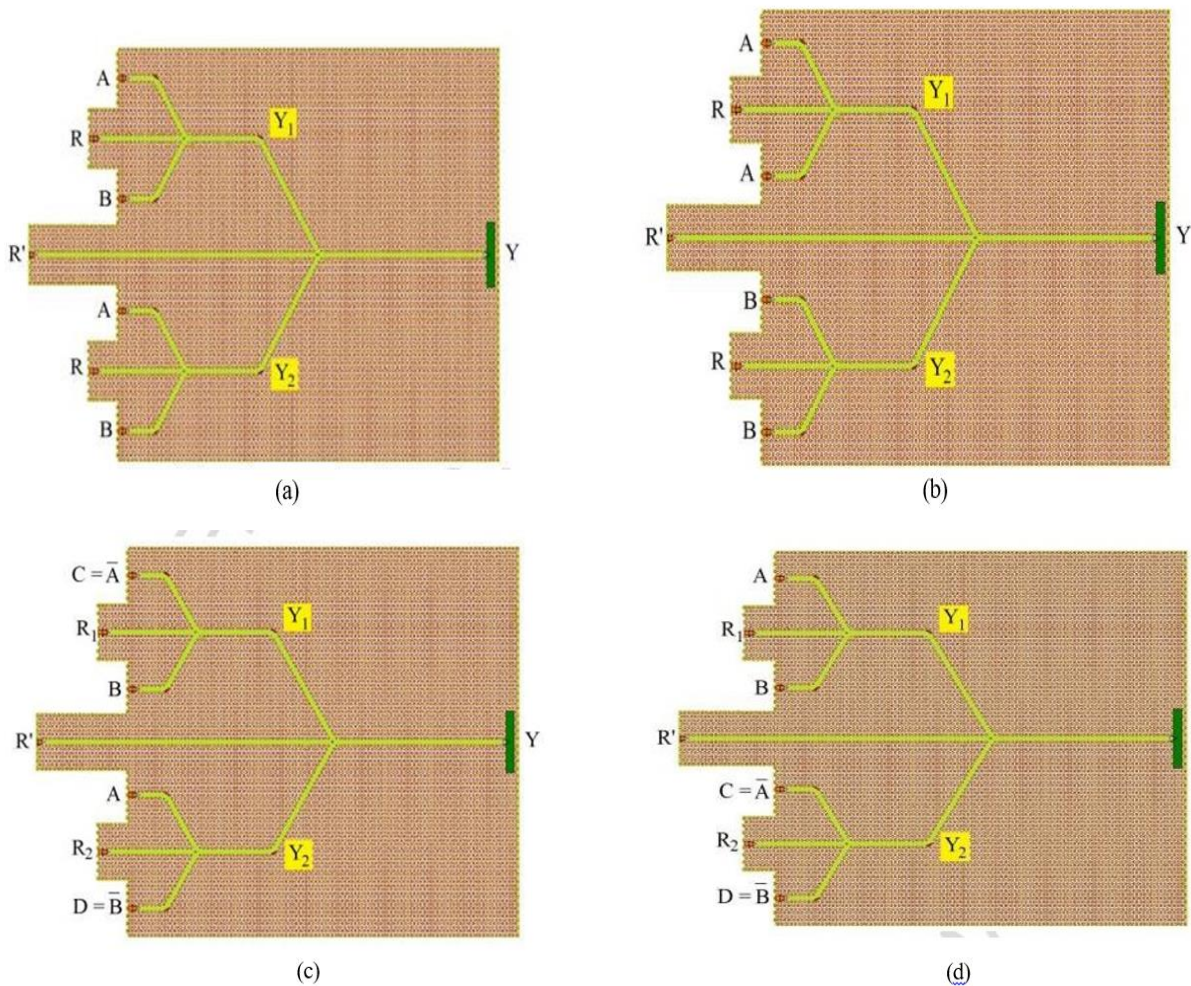 A
R
Y₁
B
R'
Y
A
R
Y₂
B
(a)
A
R
Y₁
A
R'
Y
B
R
Y₂
B
(b)
C = A̅
R₁
Y₁
B
R'
Y
A
R₂
Y₂
D = B̅
(c)
A
R₁
Y₁
B
R'
C = A̅
R₂
Y₂
D = B̅
(d)